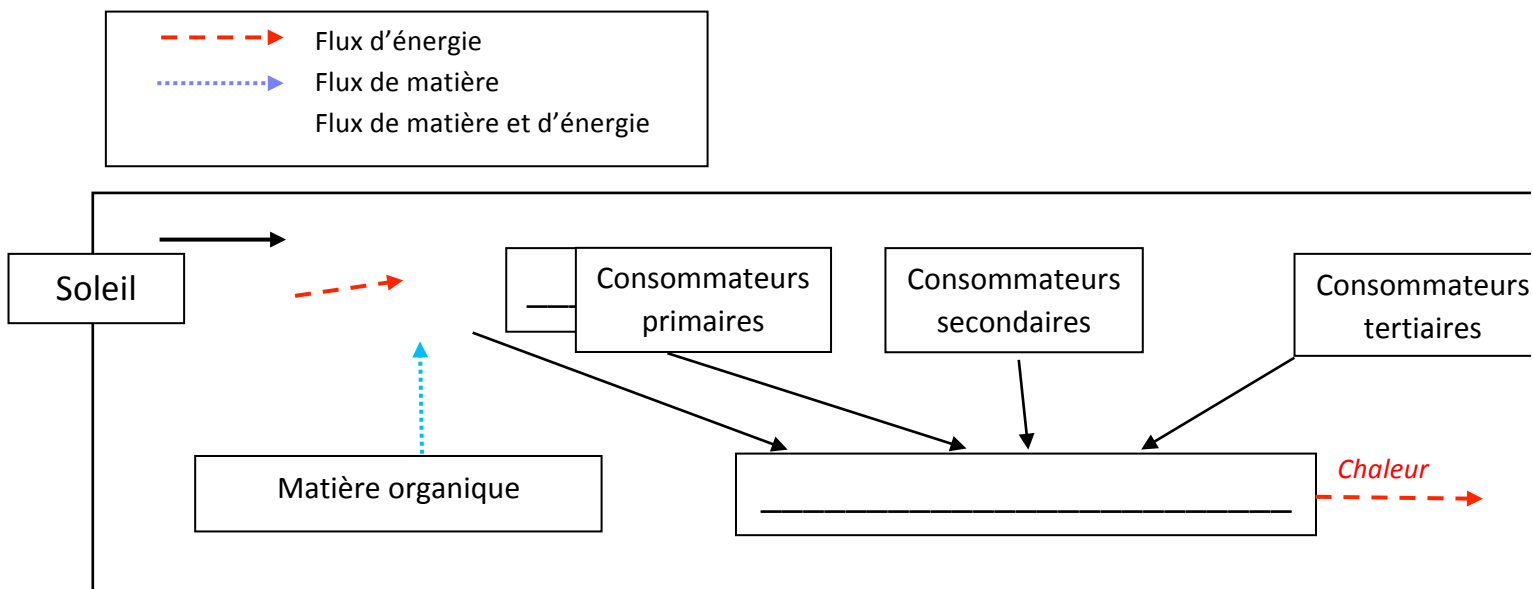 Flux d'énergie
Flux de matière
Flux de matière et d'énergie
Soleil
Consommateurs
primaires
Consommateurs
secondaires
Consommateurs
tertiaires
Matière organique
Chaleur